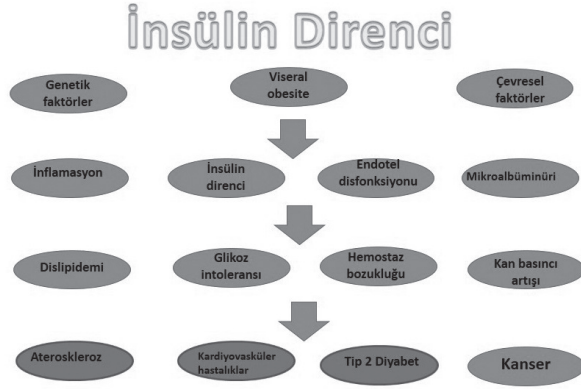 İnsülin Direnci
Genetik
faktörler
Viseral
obesite
Çevresel
faktörler
İnflamasyon
İnsülin
direnci
Endotel
disfonksiyonu
Mikroalbüminüri
Dislipidemi
Glikoz
intoleransı
Hemostaz
bozukluğu
Kan basıncı
artışı
Ateroskleroz
Kardiyovasküler
hastalıklar
Tip 2 Diyabet
Kanser